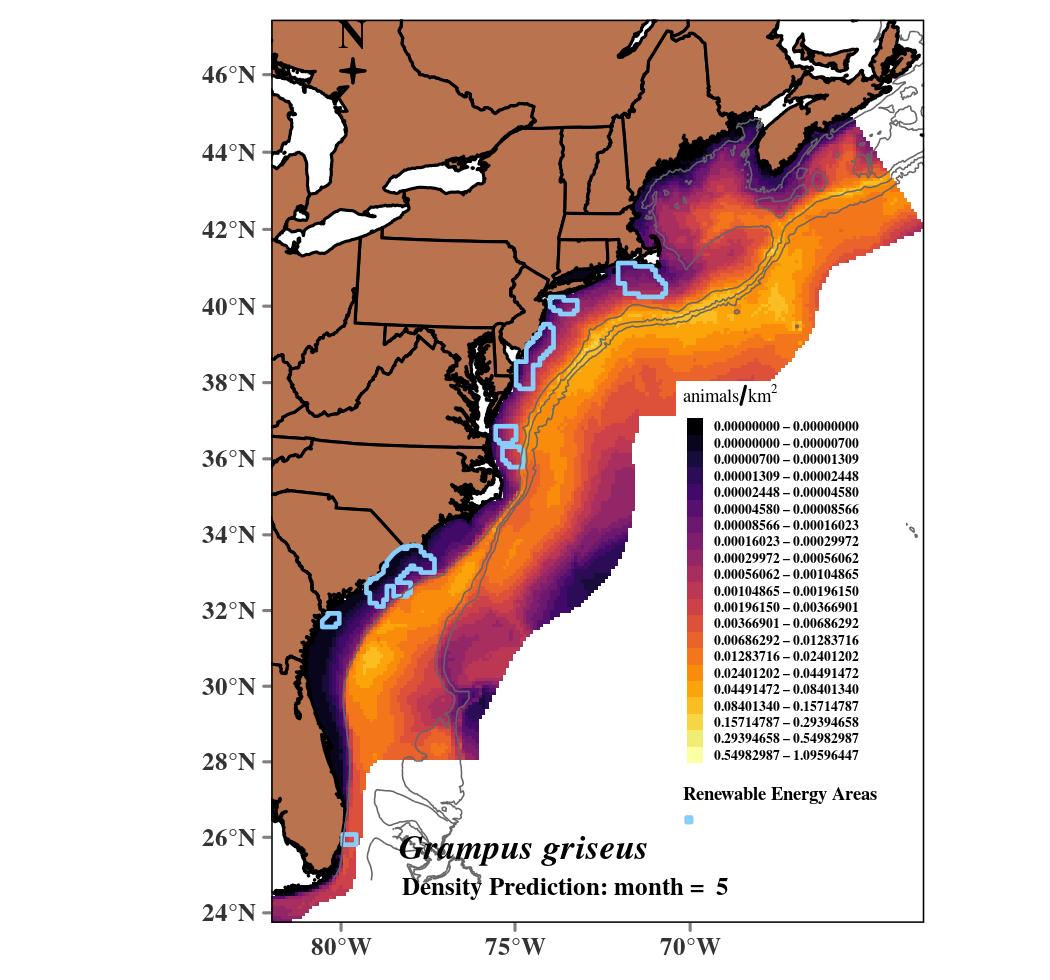 N
46°N
44°N
42°N
40°N
38°N
36°N
34°N
32°N
30°N
28°N
26°N
24°N
80°W
75°W
70°W
animals/km2
0.00000000 – 0.00000000
0.00000000 – 0.00000700
0.00000700 – 0.00001309
0.00001309 – 0.00002448
0.00002448 – 0.00004580
0.00004580 – 0.00008566
0.00008566 – 0.00016023
0.00016023 – 0.00029972
0.00029972 – 0.00056062
0.00056062 – 0.00104865
0.00104865 – 0.00196150
0.00196150 – 0.00366901
0.00366901 – 0.00686292
0.00686292 – 0.01283716
0.01283716 – 0.02401202
0.02401202 – 0.04491472
0.04491472 – 0.08401340
0.08401340 – 0.15714787
0.15714787 – 0.29394658
0.29394658 – 0.54982987
0.54982987 – 1.09596447
Renewable Energy Areas
Grampus griseus
Density Prediction: month = 5